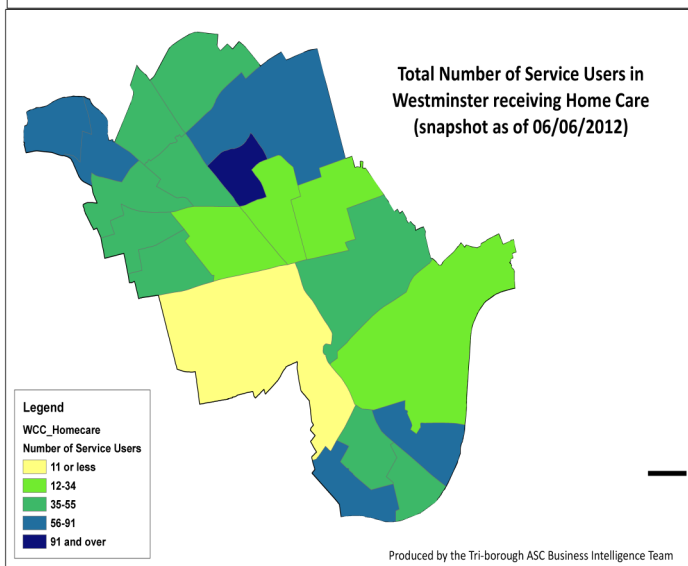 Total Number of Service Users in
Westminster receiving Home Care
(snapshot as of 06/06/2012)
Legend
WCC_Homecare
Number of Service Users
11 or less
12-34
35-55
56-91
91 and over
Produced by the Tri-borough ASC Business Intelligence Team